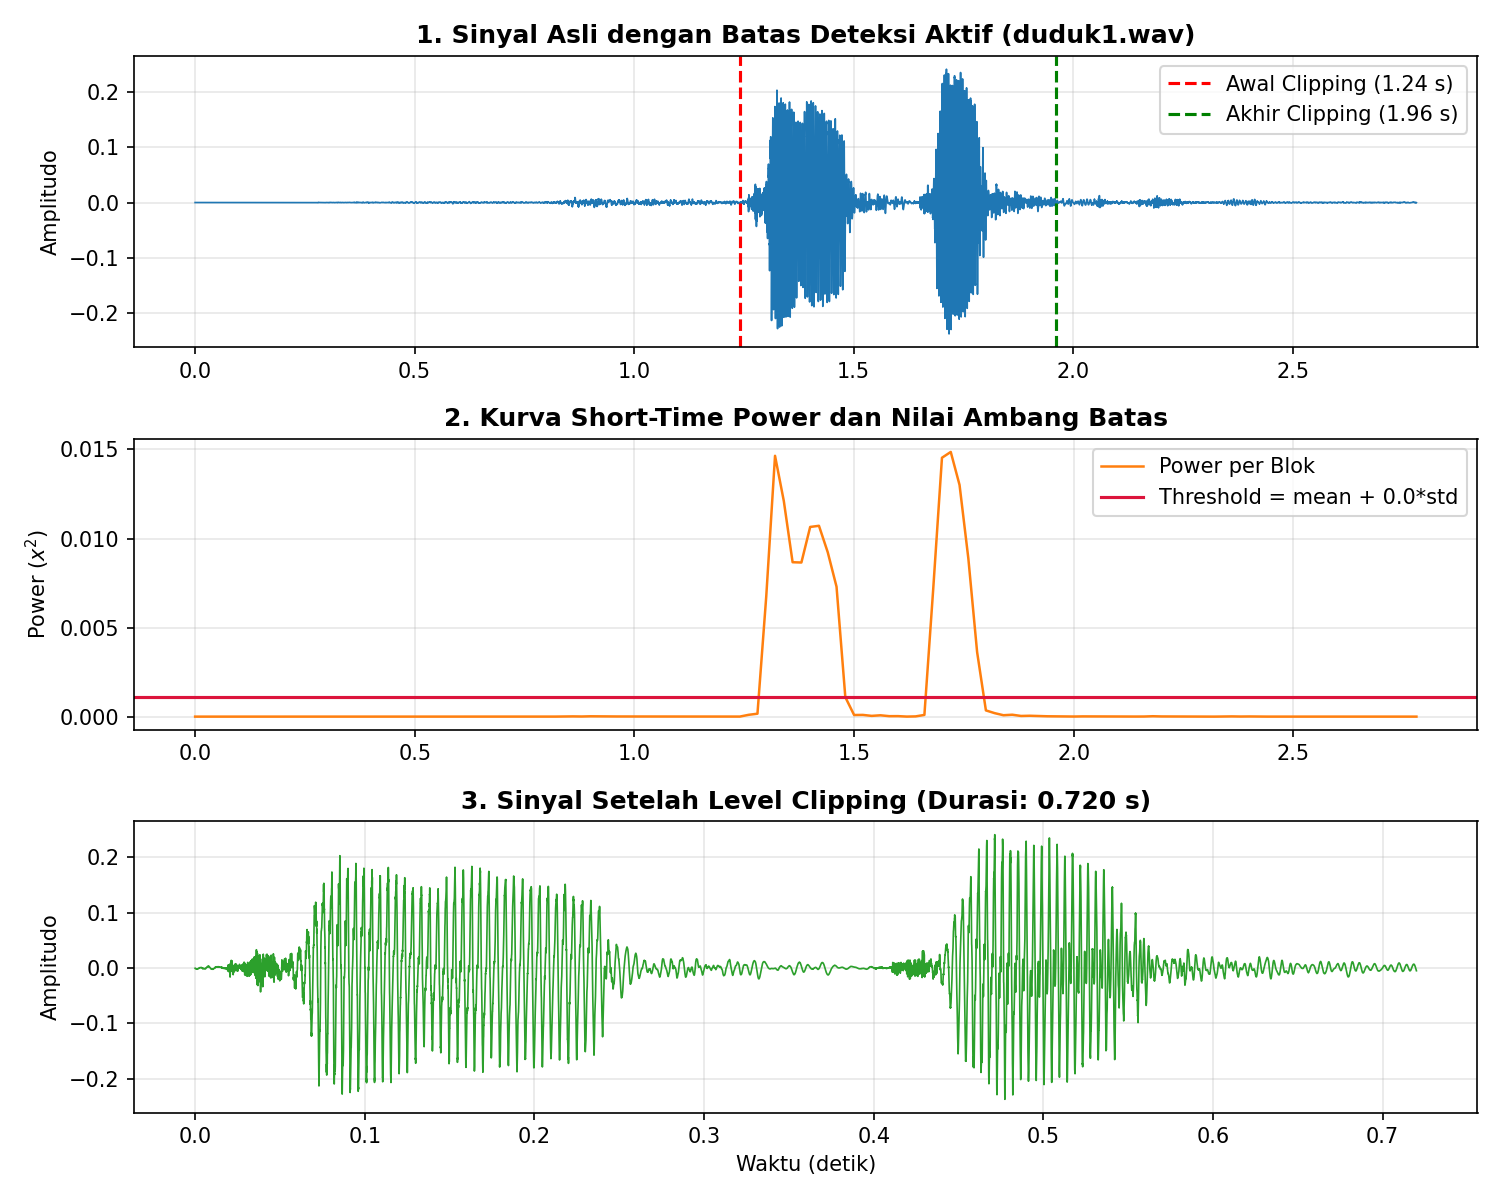 1. Sinyal Asli dengan Batas Deteksi Aktif (duduk1.wav)
Amplitudo
0.2
0.1
0.0
−0.1
−0.2
Awal Clipping (1.24 s)
Akhir Clipping (1.96 s)
0.0 0.5 1.0 1.5 2.0 2.5
2. Kurva Short-Time Power dan Nilai Ambang Batas
Power (x²)
0.015
0.010
0.005
0.000
Power per Blok
Threshold = mean + 0.0*std
0.0 0.5 1.0 1.5 2.0 2.5
3. Sinyal Setelah Level Clipping (Durasi: 0.720 s)
Amplitudo
0.2
0.1
0.0
−0.1
−0.2
0.0 0.1 0.2 0.3 0.4 0.5 0.6 0.7
Waktu (detik)